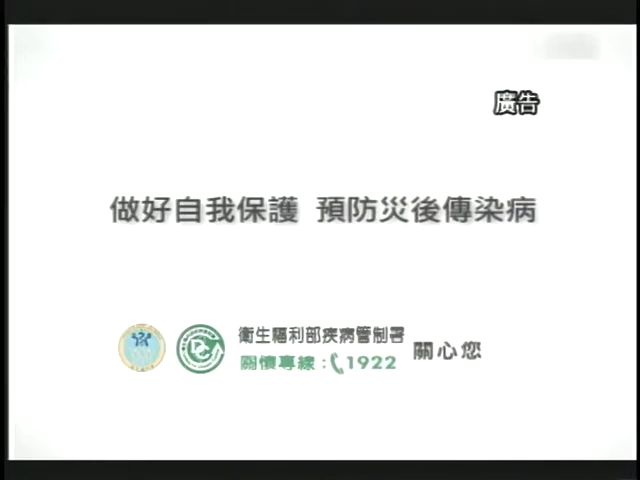 廣告
做好自我保護 預防災後傳染病
衛生福利部疾病管制署
關懷專線：1922
關心您